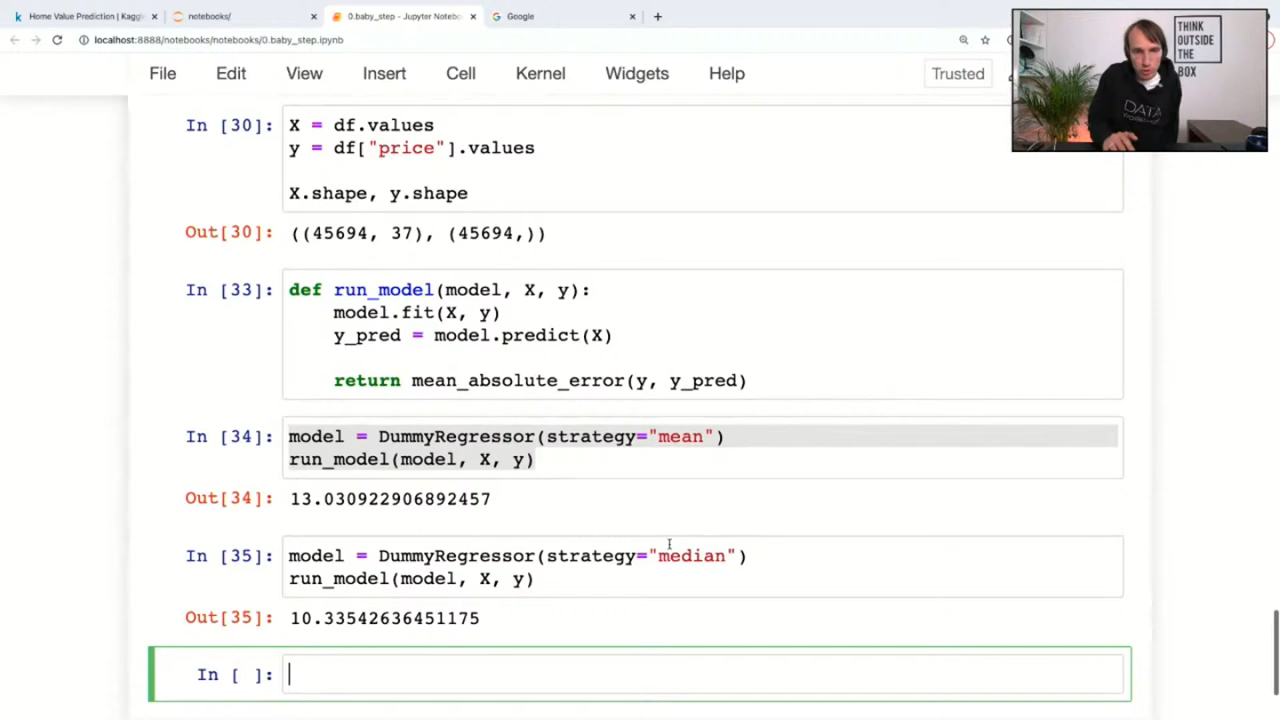 Home Value Prediction | Kaggle
notebooks/
0.baby_step - Jupyter Noteboo
Google
localhost:8888/notebooks/notebooks/0.baby_step.ipynb
THINK
OUTSIDE
THE
BOX
DATA
File Edit View Insert Cell Kernel Widgets Help Trusted
In [30]: X = df.values
y = df["price"].values
X.shape, y.shape
Out[30]: ((45694, 37), (45694,))
In [33]: def run_model(model, X, y):
model.fit(X, y)
y_pred = model.predict(X)
return mean_absolute_error(y, y_pred)
In [34]: model = DummyRegressor(strategy="mean")
run_model(model, X, y)
Out[34]: 13.030922906892457
In [35]: model = DummyRegressor(strategy="median")
run_model(model, X, y)
Out[35]: 10.33542636451175
In [ ]: